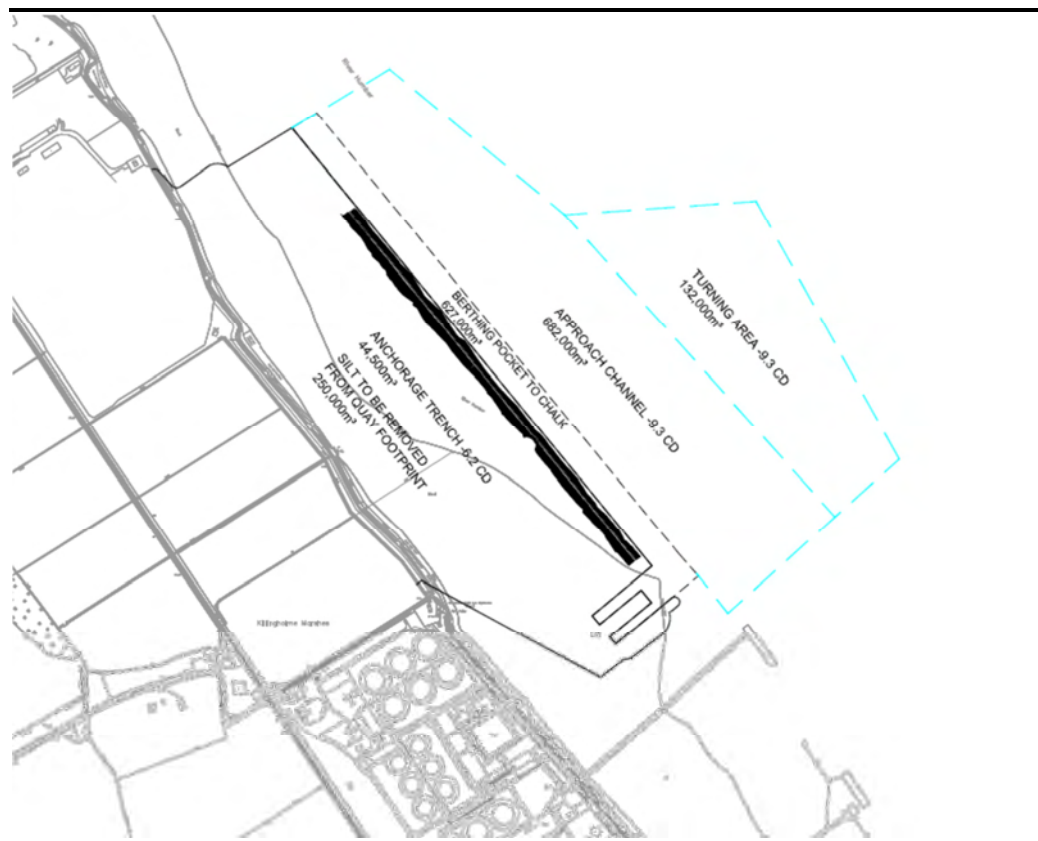 River Humber
TURNING AREA -9.3 CD
132,000m³
APPROACH CHANNEL -9.3 CD
682,000m³
BERTHING POCKET TO CHALK
627,000m³
ANCHORAGE TRENCH -6.2 CD
44,500m³
SILT TO BE REMOVED
FROM QUAY FOOTPRINT
250,000m³
Killingholme Marshes